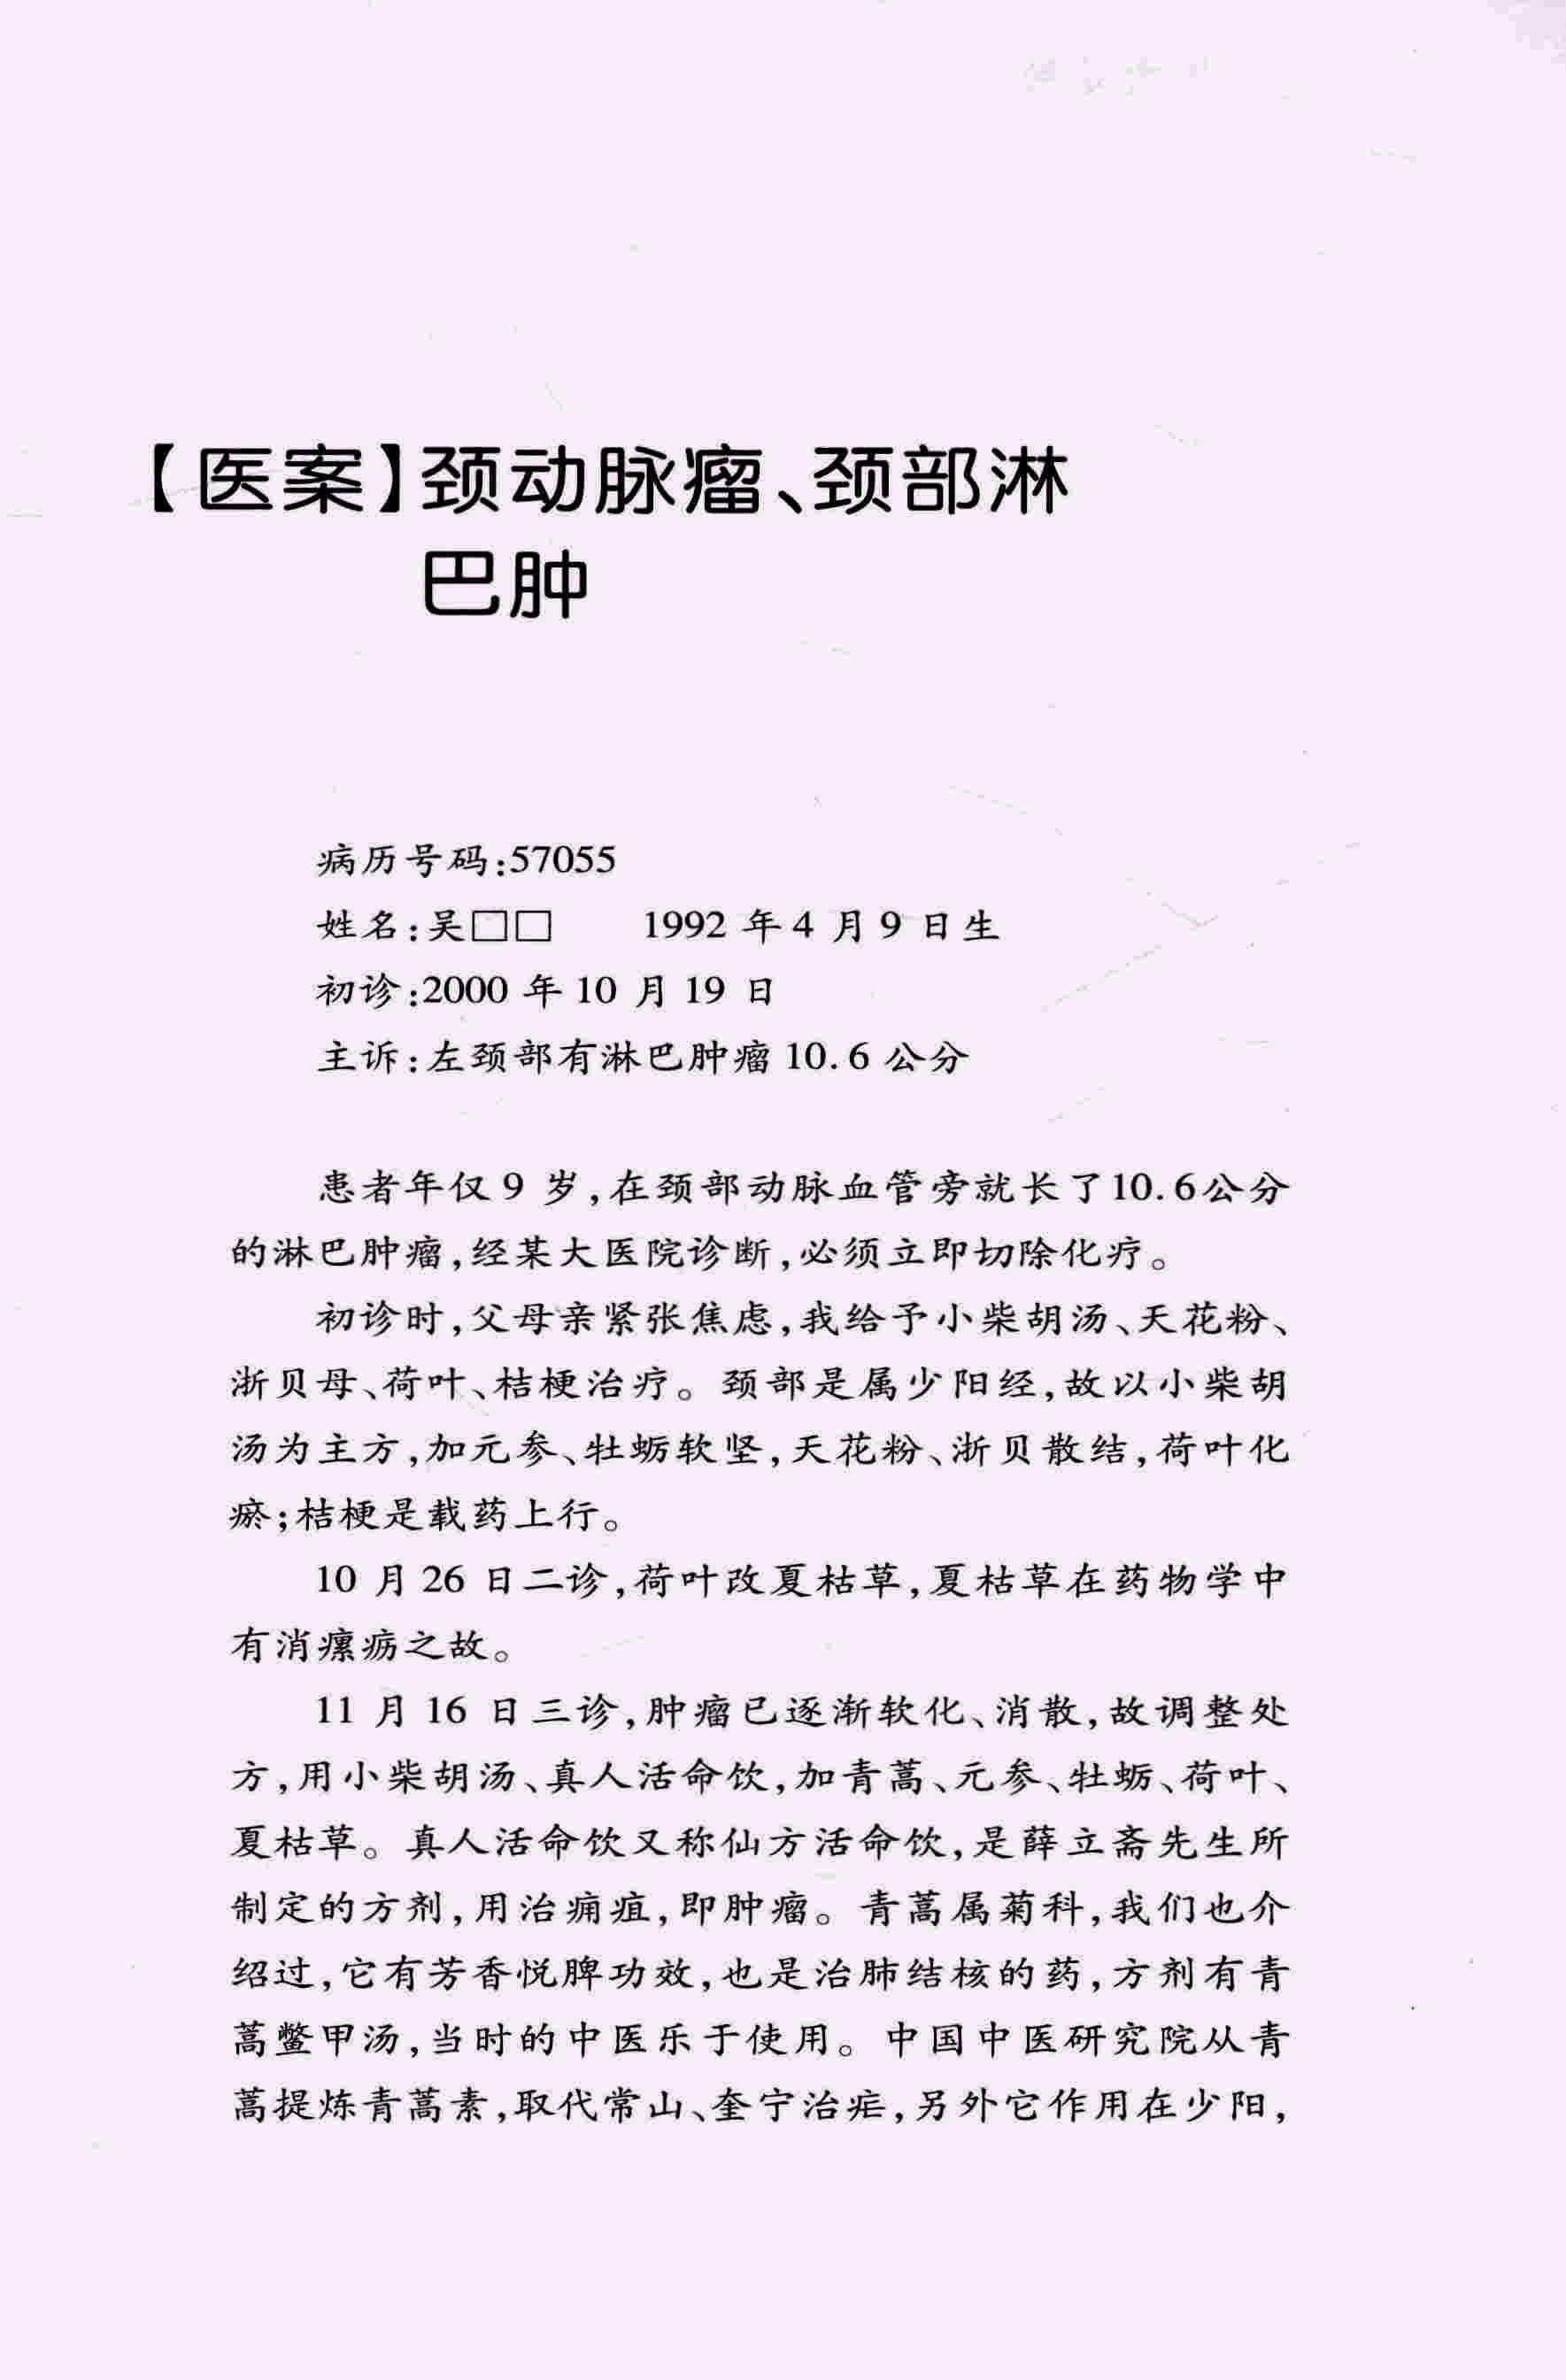 【医案】颈动脉瘤、颈部淋
巴肿
病历号码:57055
姓名:吴□□　　1992 年 4 月 9 日生
初诊:2000 年 10 月 19 日
主诉:左颈部有淋巴肿瘤 10.6 公分
患者年仅 9 岁,在颈部动脉血管旁就长了10.6公分
的淋巴肿瘤,经某大医院诊断,必须立即切除化疗。
初诊时,父母亲紧张焦虑,我给予小柴胡汤、天花粉、
浙贝母、荷叶、桔梗治疗。颈部是属少阳经,故以小柴胡
汤为主方,加元参、牡蛎软坚,天花粉、浙贝散结,荷叶化
瘀;桔梗是载药上行。
10 月 26 日二诊,荷叶改夏枯草,夏枯草在药物学中
有消瘰疬之故。
11 月 16 日三诊,肿瘤已逐渐软化、消散,故调整处
方,用小柴胡汤、真人活命饮,加青蒿、元参、牡蛎、荷叶、
夏枯草。真人活命饮又称仙方活命饮,是薛立斋先生所
制定的方剂,用治痈疽,即肿瘤。青蒿属菊科,我们也介
绍过,它有芳香悦脾功效,也是治肺结核的药,方剂有青
蒿鳖甲汤,当时的中医乐于使用。中国中医研究院从青
蒿提炼青蒿素,取代常山、奎宁治疟,另外它作用在少阳,